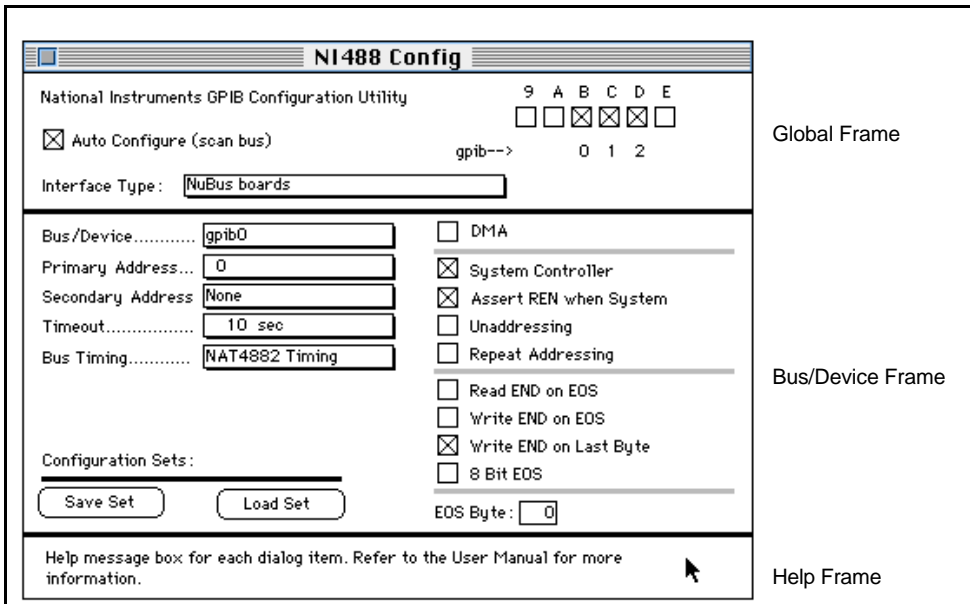 NI488 Config
National Instruments GPIB Configuration Utility
9 A B C D E
Auto Configure (scan bus)
gpib--> 0 1 2
Global Frame
Interface Type: NuBus boards
Bus/Device........... gpib0
Primary Address... 0
Secondary Address None
Timeout................ 10 sec
Bus Timing........... NAT4882 Timing
DMA
System Controller
Assert REN when System
Unaddressing
Repeat Addressing
Bus/Device Frame
Read END on EOS
Write END on EOS
Write END on Last Byte
8 Bit EOS
Configuration Sets:
Save Set
Load Set
EOS Byte: 0
Help message box for each dialog item. Refer to the User Manual for more
information.
Help Frame